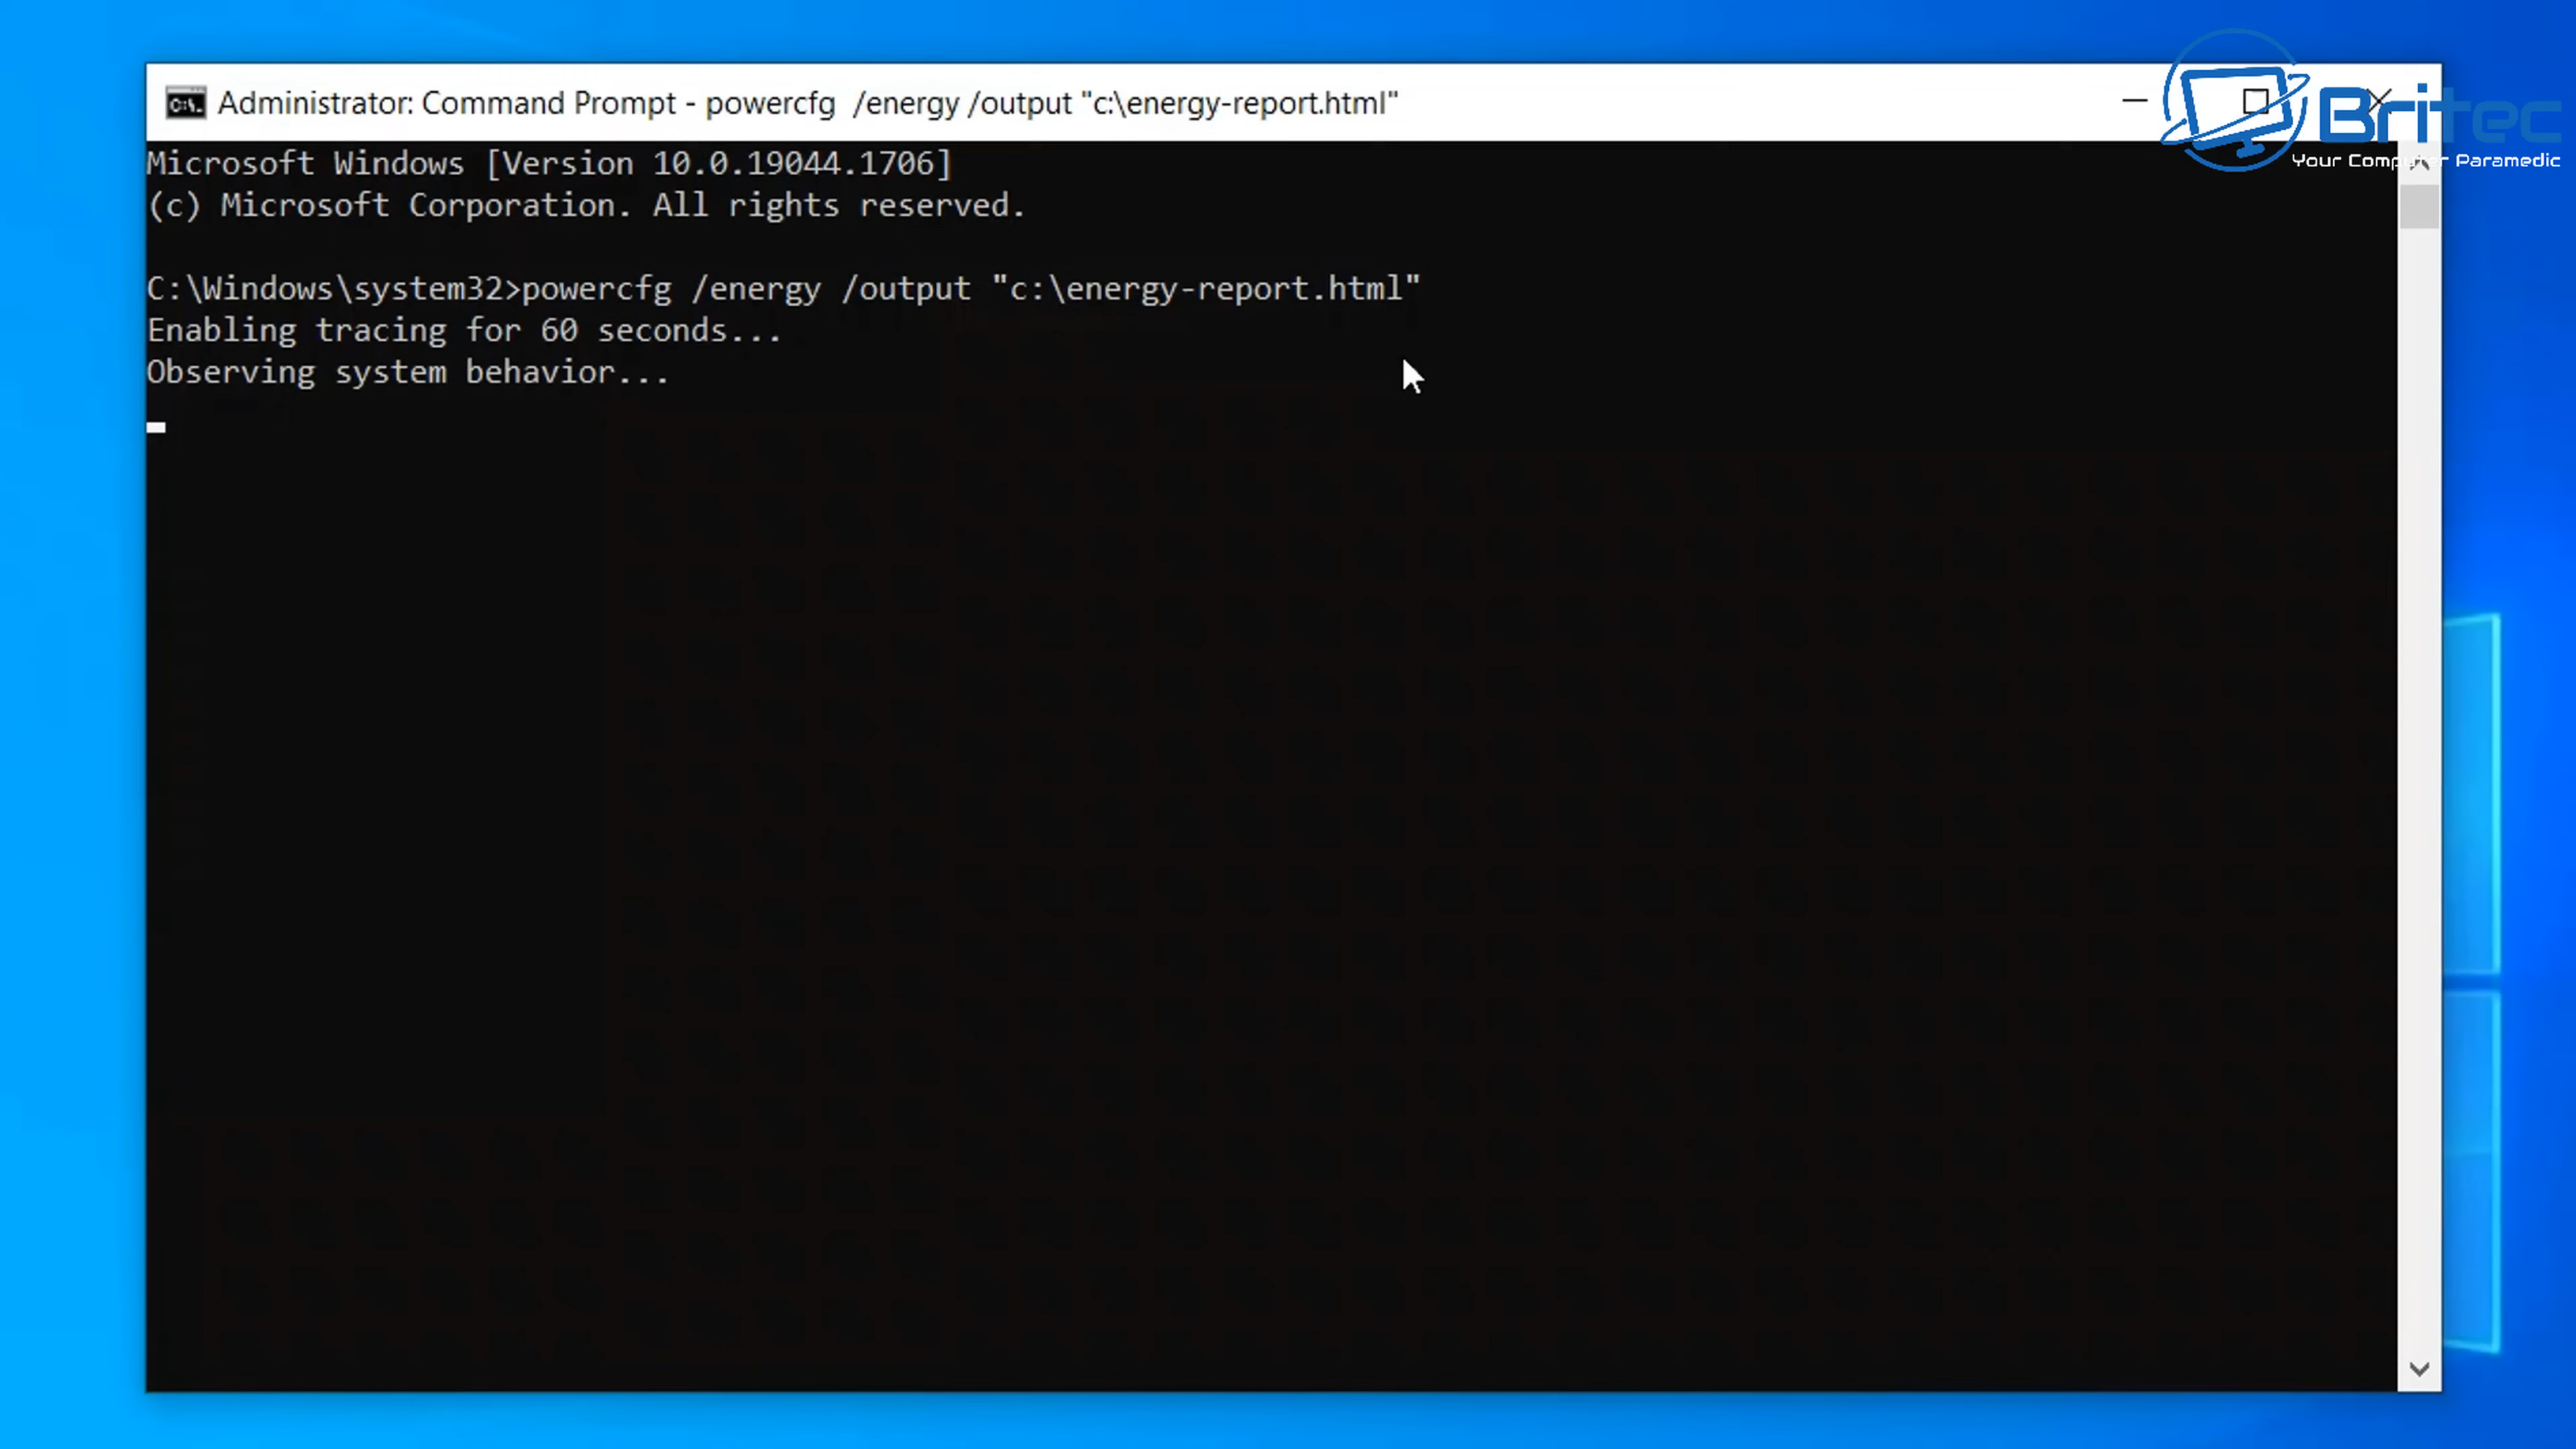 Administrator: Command Prompt - powercfg  /energy /output "c:\energy-report.html"
Britec
Your Computer Paramedic
Microsoft Windows [Version 10.0.19044.1706]
(c) Microsoft Corporation. All rights reserved.
C:\Windows\system32>powercfg /energy /output "c:\energy-report.html"
Enabling tracing for 60 seconds...
Observing system behavior...